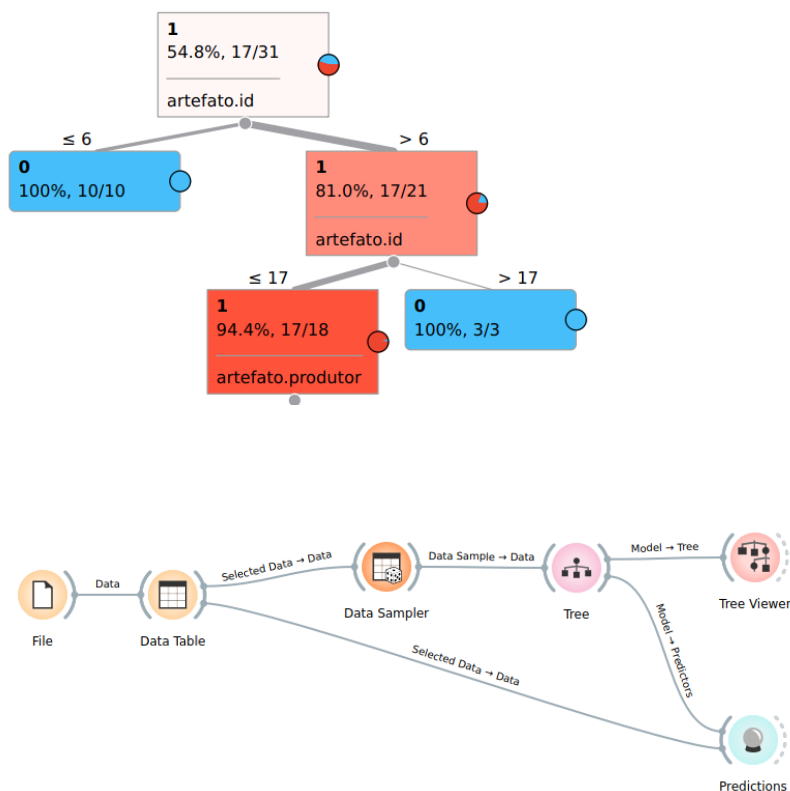 1
54.8%, 17/31
artefato.id
≤ 6
> 6
0
100%, 10/10
1
81.0%, 17/21
artefato.id
≤ 17
> 17
1
94.4%, 17/18
artefato.produtor
0
100%, 3/3
File
Data
Data Table
Selected Data → Data
Data Sampler
Data Sample → Data
Tree
Model → Tree
Tree Viewer
Selected Data → Data
Model → Predictors
Predictions